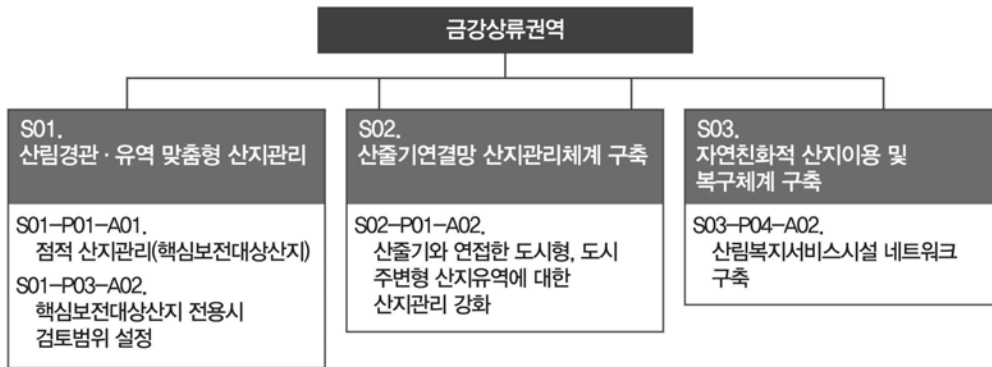 금강상류권역
S01.
산림경관·유역 맞춤형 산지관리
S01-P01-A01.
점적 산지관리(핵심보전대상산지)
S01-P03-A02.
핵심보전대상산지 전용시
검토범위 설정
S02.
산줄기연결망 산지관리체계 구축
S02-P01-A02.
산줄기와 연접한 도시형, 도시
주변형 산지유역에 대한
산지관리 강화
S03.
자연친화적 산지이용 및
복구체계 구축
S03-P04-A02.
산림복지서비스시설 네트워크
구축